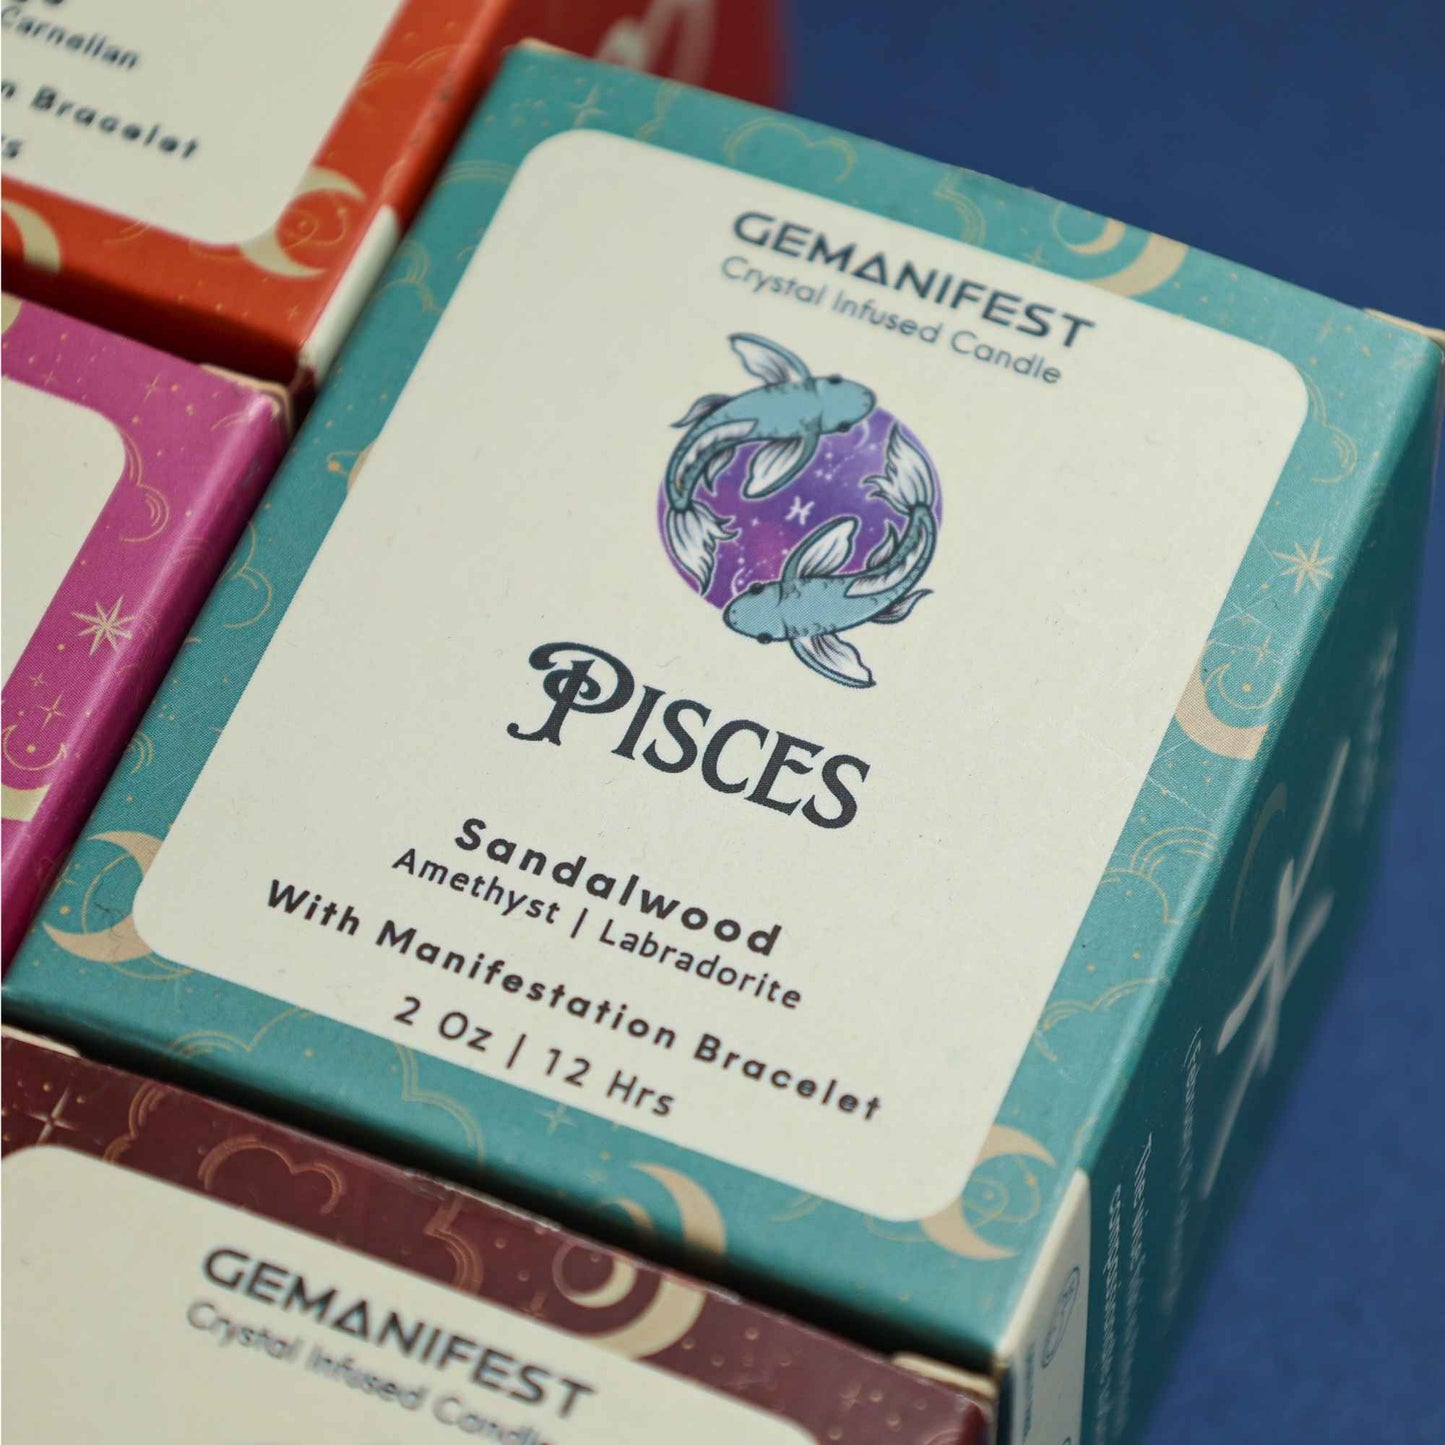 Carnelian
Bracelet
GEMANIFEST
Crystal Infused Candle
♓
PISCES
Sandalwood
Amethyst | Labradorite
With Manifestation Bracelet
2 Oz | 12 Hrs
GEMANIFEST
Crystal Infused Candle